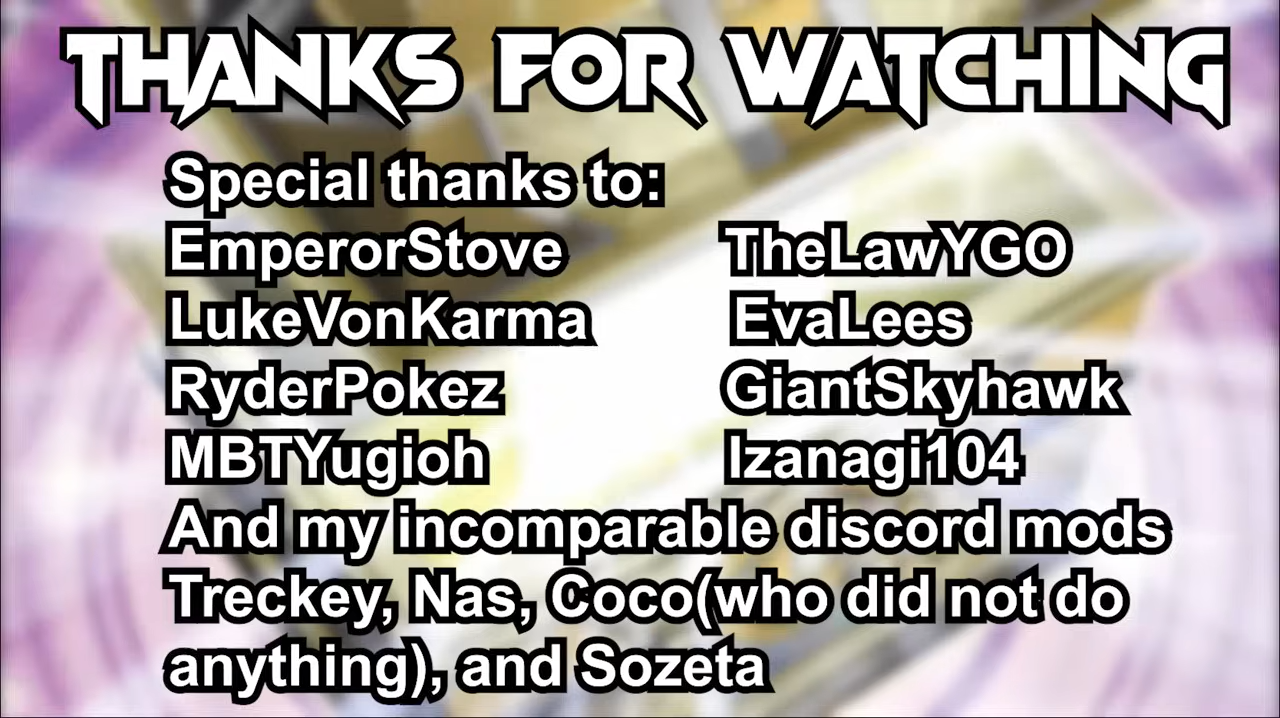 THANKS FOR WATCHING
Special thanks to:
EmperorStove TheLawYGO
LukeVonKarma EvaLees
RyderPokez GiantSkyhawk
MBTYugioh Izanagi104
And my incomparable discord mods
Treckey, Nas, Coco(who did not do
anything), and Sozeta